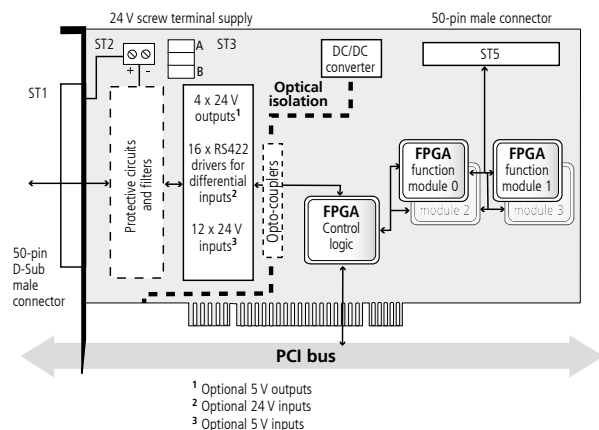 24 V screw terminal supply
50-pin male connector
ST2
A
ST3
B
+ -
DC/DC
converter
ST5
ST1
Optical
isolation
Protective circuits
and filters
4 x 24 V
outputs1
16 x RS422
drivers for
differential
inputs2
12 x 24 V
inputs3
Opto-couplers
FPGA
Control
logic
FPGA
function
module 0
module 2
FPGA
function
module 1
module 3
50-pin
D-Sub
male
connector
PCI bus
1 Optional 5 V outputs
2 Optional 24 V inputs
3 Optional 5 V inputs